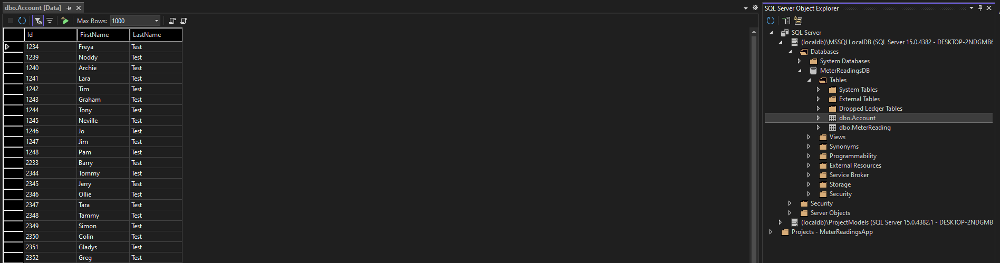 dbo.Account [Data]
Max Rows: 1000
Id FirstName LastName
1234 Freya Test
1239 Noddy Test
1240 Archie Test
1241 Lara Test
1242 Tim Test
1243 Graham Test
1244 Tony Test
1245 Neville Test
1246 Jo Test
1247 Jim Test
1248 Pam Test
2233 Barry Test
2344 Tommy Test
2345 Jerry Test
2346 Ollie Test
2347 Tara Test
2348 Tammy Test
2349 Simon Test
2350 Colin Test
2351 Gladys Test
2352 Greg Test
SQL Server Object Explorer
SQL Server
(localdb)\MSSQLLocalDB (SQL Server 15.0.4382 - DESKTOP-2NDGMB6
Databases
System Databases
MeterReadingsDB
Tables
System Tables
External Tables
Dropped Ledger Tables
dbo.Account
dbo.MeterReading
Views
Synonyms
Programmability
External Resources
Service Broker
Storage
Security
Security
Server Objects
(localdb)\ProjectModels (SQL Server 15.0.4382.1 - DESKTOP-2NDGMB
Projects - MeterReadingsApp